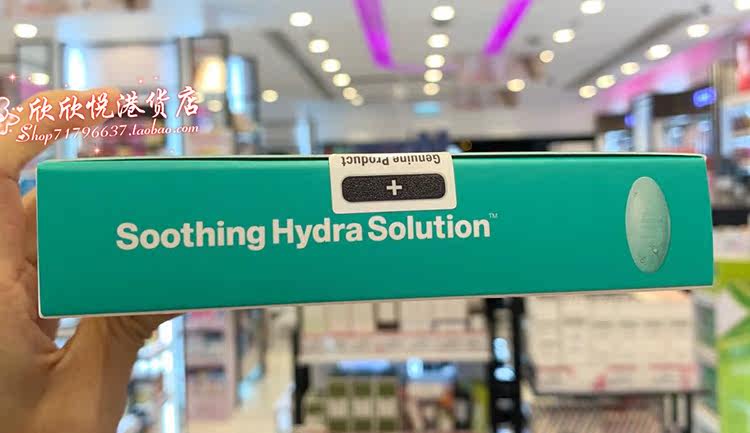 欣欣悦港货店
Shop71796637.taobao.com
Genuine Product
+
Soothing Hydra Solution™